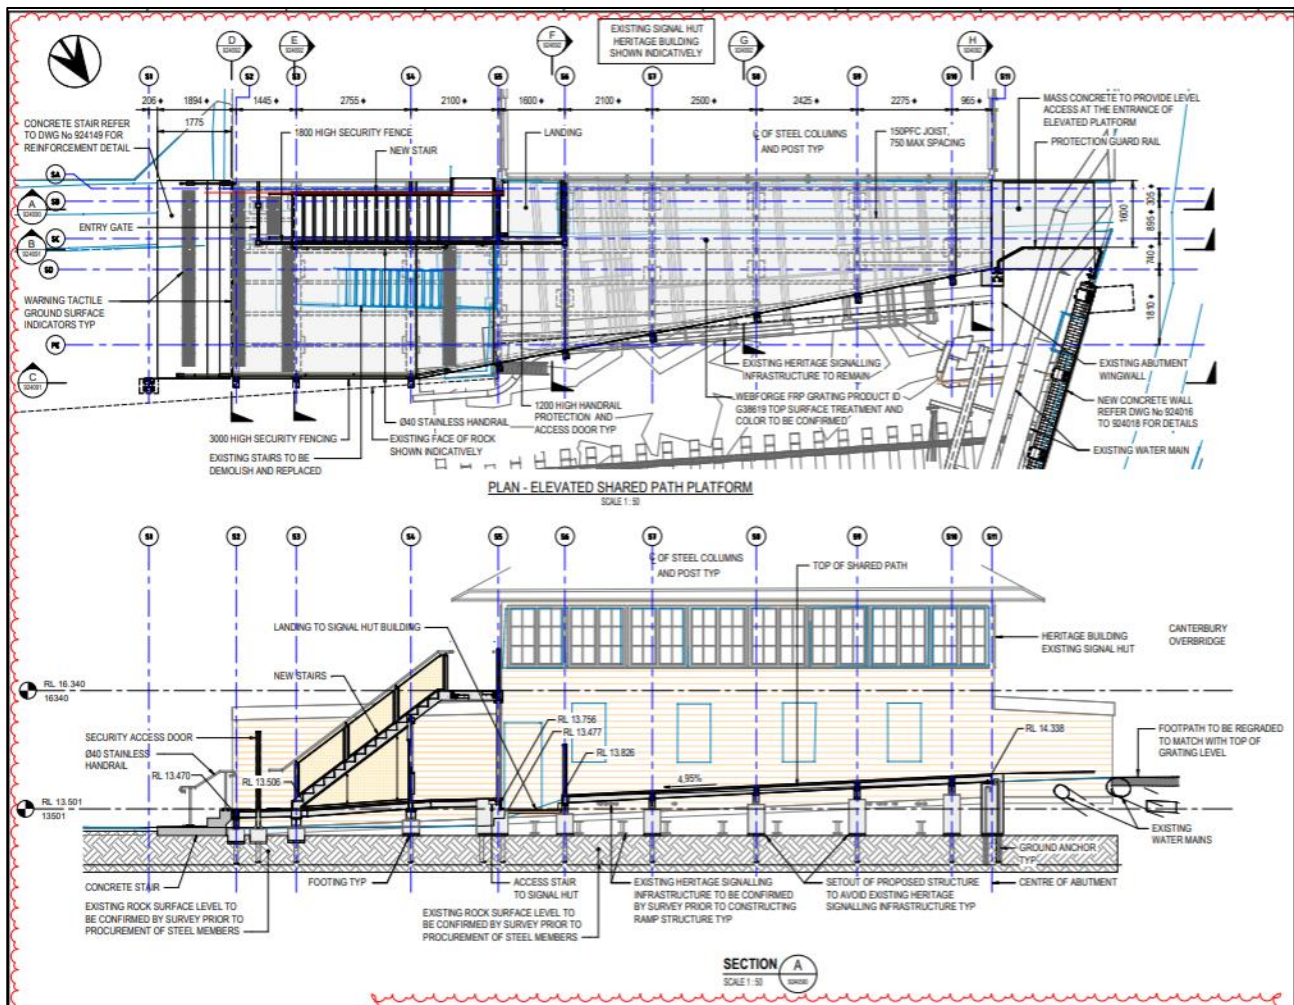 EXISTING SIGNAL HUT
HERITAGE BUILDING
SHOWN INDICATIVELY
D
E
F
G
H
S1
S2
S3
S4
S5
S6
S7
S8
S9
S10
S11
206
1894
1445
2755
2100
1600
2100
2500
2425
2275
965
1775
CONCRETE STAIR REFER
TO DWG No 924149 FOR
REINFORCEMENT DETAIL
1800 HIGH SECURITY FENCE
NEW STAIR
LANDING
℄ OF STEEL COLUMNS
AND POST TYP
150PFC JOIST,
750 MAX SPACING
MASS CONCRETE TO PROVIDE LEVEL
ACCESS AT THE ENTRANCE OF
ELEVATED PLATFORM
PROTECTION GUARD RAIL
SA
A
SB
ENTRY GATE
SC
B
SD
WARNING TACTILE
GROUND SURFACE
INDICATORS TYP
C
1600
305
895
740
1810
EXISTING HERITAGE SIGNALLING
INFRASTRUCTURE TO REMAIN
EXISTING ABUTMENT
WINGWALL
WEBFORGE FRP GRATING PRODUCT ID
G38619 TOP SURFACE TREATMENT AND
COLOR TO BE CONFIRMED
NEW CONCRETE WALL
REFER DWG No 924016
TO 924018 FOR DETAILS
1200 HIGH HANDRAIL
PROTECTION AND
ACCESS DOOR TYP
Ø40 STAINLESS HANDRAIL
3000 HIGH SECURITY FENCING
EXISTING FACE OF ROCK
SHOWN INDICATIVELY
EXISTING STAIRS TO BE
DEMOLISH AND REPLACED
EXISTING WATER MAIN
PLAN - ELEVATED SHARED PATH PLATFORM
SCALE 1 : 50
S1
S2
S3
S4
S5
S6
S7
S8
S9
S10
S11
℄ OF STEEL COLUMNS
AND POST TYP
TOP OF SHARED PATH
LANDING TO SIGNAL HUT BUILDING
HERITAGE BUILDING
EXISTING SIGNAL HUT
CANTERBURY
OVERBRIDGE
NEW STAIRS
RL 16.340
16340
SECURITY ACCESS DOOR
Ø40 STAINLESS
HANDRAIL
RL 13.470
RL 13.506
RL 13.756
RL 13.477
RL 13.826
RL 14.338
4.95%
FOOTPATH TO BE REGRADED
TO MATCH WITH TOP OF
GRATING LEVEL
RL 13.501
13501
EXISTING
WATER MAINS
GROUND ANCHOR
TYP
CONCRETE STAIR
FOOTING TYP
ACCESS STAIR
TO SIGNAL HUT
EXISTING HERITAGE SIGNALLING
INFRASTRUCTURE TO BE CONFIRMED
BY SURVEY PRIOR TO CONSTRUCTING
RAMP STRUCTURE TYP
SETOUT OF PROPOSED STRUCTURE
TO AVOID EXISTING HERITAGE
SIGNALLING INFRASTRUCTURE TYP
CENTRE OF ABUTMENT
EXISTING ROCK SURFACE LEVEL TO
BE CONFIRMED BY SURVEY PRIOR TO
PROCUREMENT OF STEEL MEMBERS
EXISTING ROCK SURFACE LEVEL TO
BE CONFIRMED BY SURVEY PRIOR TO
PROCUREMENT OF STEEL MEMBERS
SECTION
A
SCALE 1 : 50